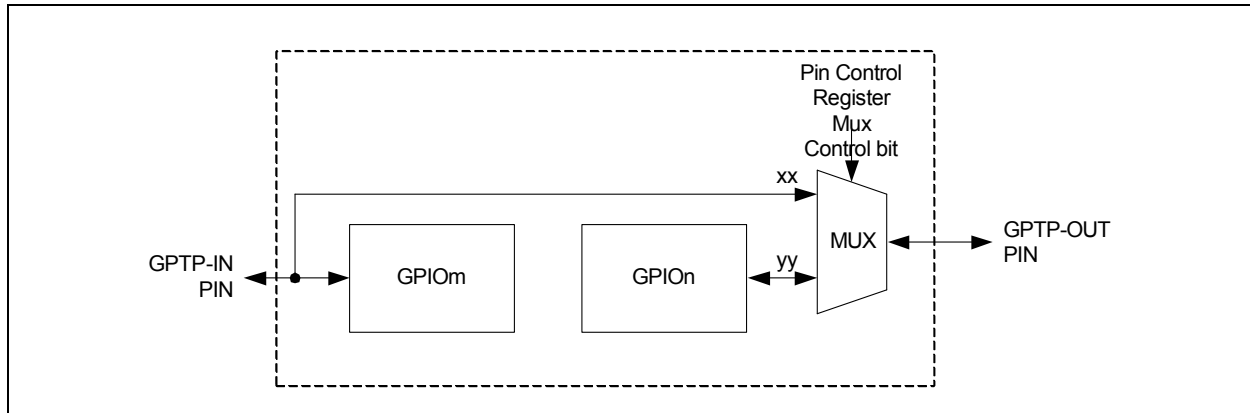 Pin Control
Register
Mux
Control bit
xx
GPTP-IN
PIN
GPIOm
GPIOn
yy
MUX
GPTP-OUT
PIN